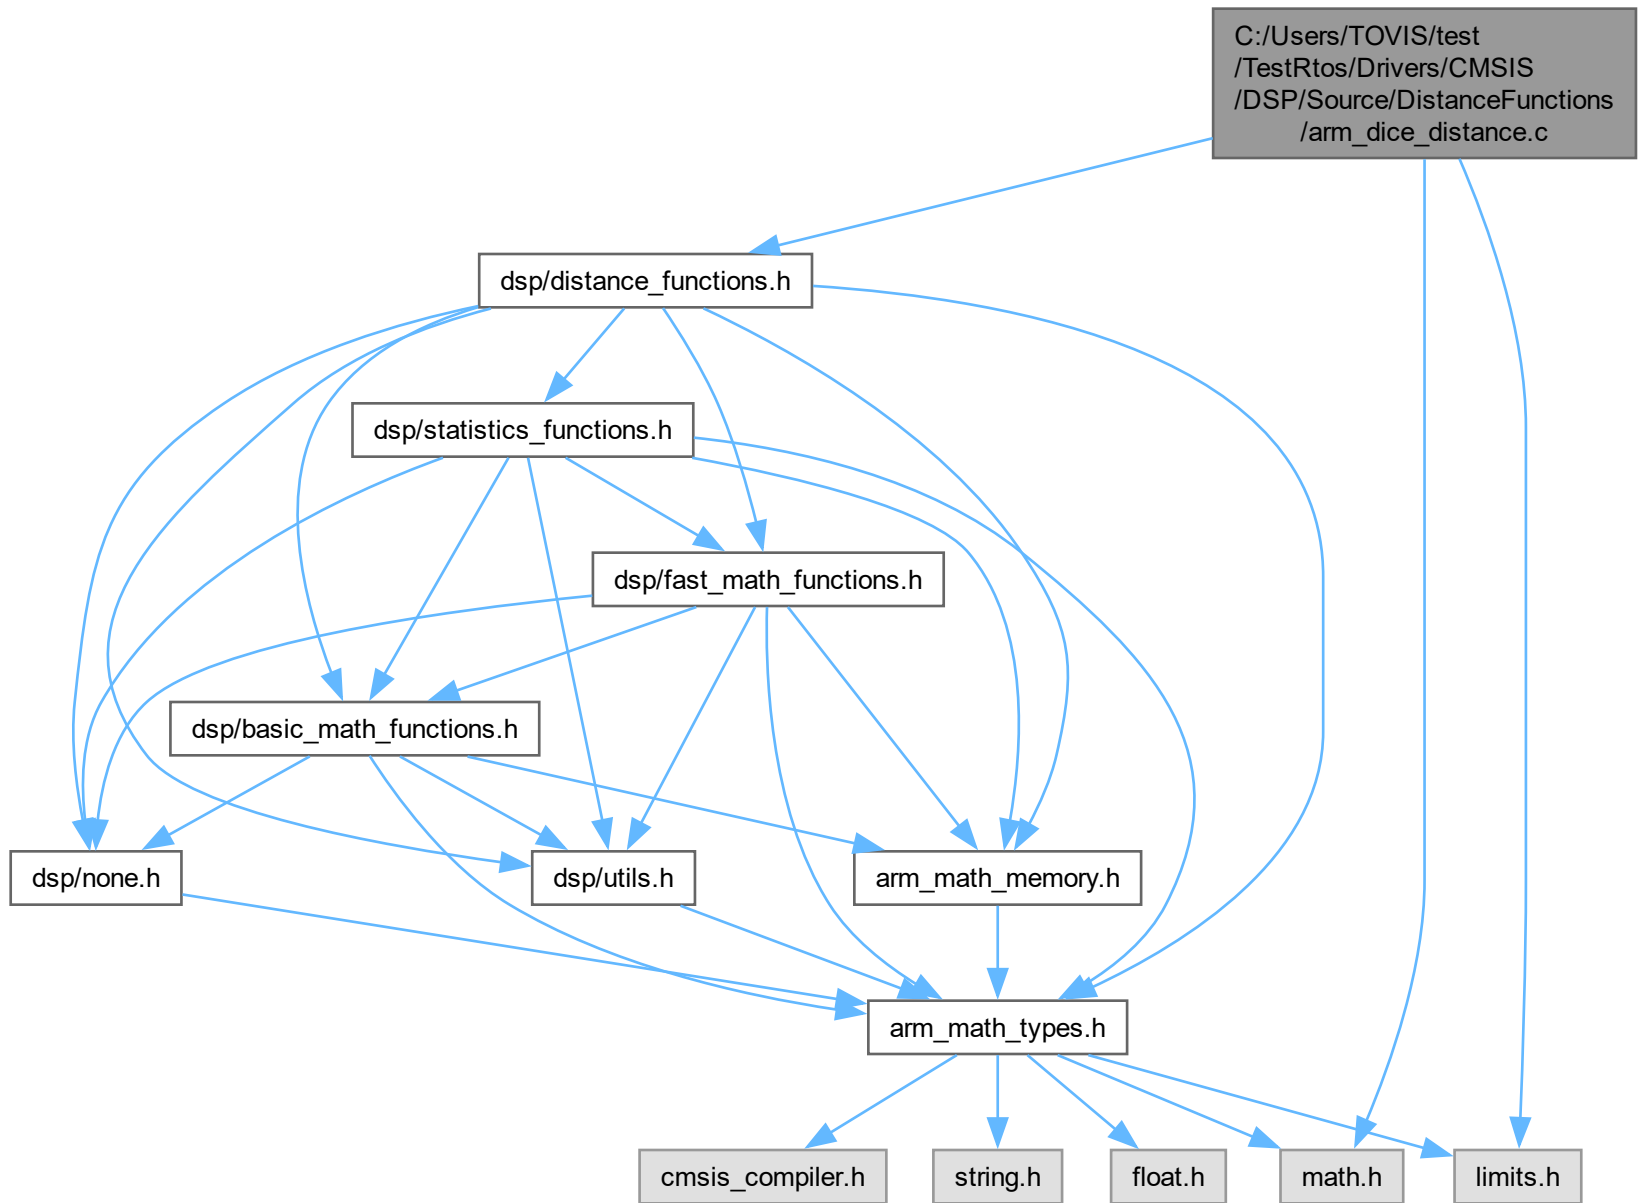 C:/Users/TOVIS/test
/TestRtos/Drivers/CMSIS
/DSP/Source/DistanceFunctions
/arm_dice_distance.c
dsp/distance_functions.h
dsp/statistics_functions.h
dsp/fast_math_functions.h
dsp/basic_math_functions.h
dsp/none.h
dsp/utils.h
arm_math_memory.h
arm_math_types.h
cmsis_compiler.h
string.h
float.h
math.h
limits.h